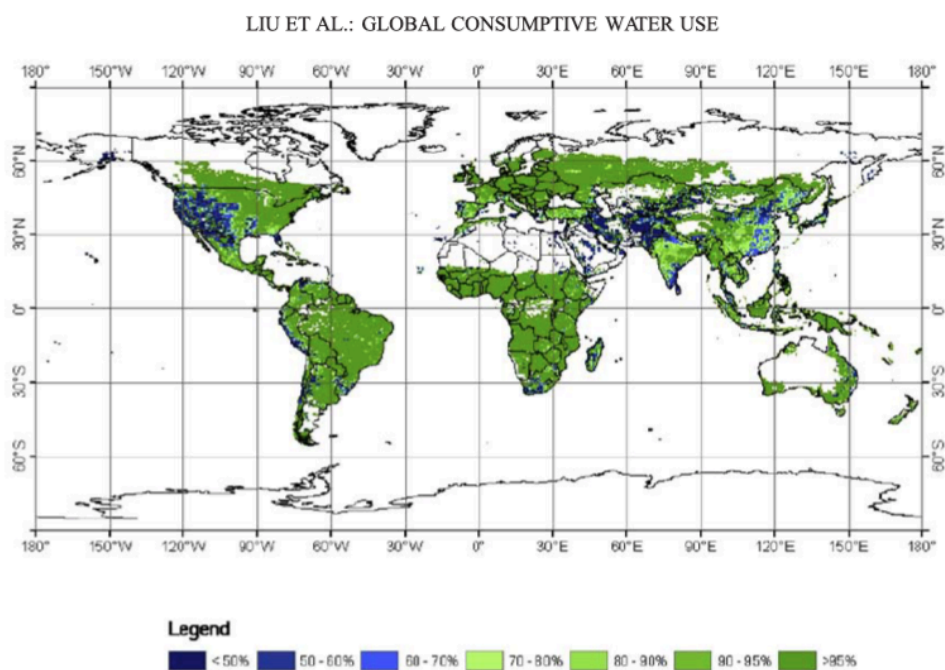 LIU ET AL.: GLOBAL CONSUMPTIVE WATER USE
180° 150°W 120°W 90°W 60°W 30°W 0° 30°E 60°E 90°E 120°E 150°E 180°
60°N 60°N
30°N 30°N
0° 0°
30°S 30°S
60°S 60°S
180° 150°W 120°W 90°W 60°W 30°W 0° 30°E 60°E 90°E 120°E 150°E 180°
Legend
<50% 50 - 60% 60 - 70% 70 - 80% 80 - 90% 90 - 95% >95%